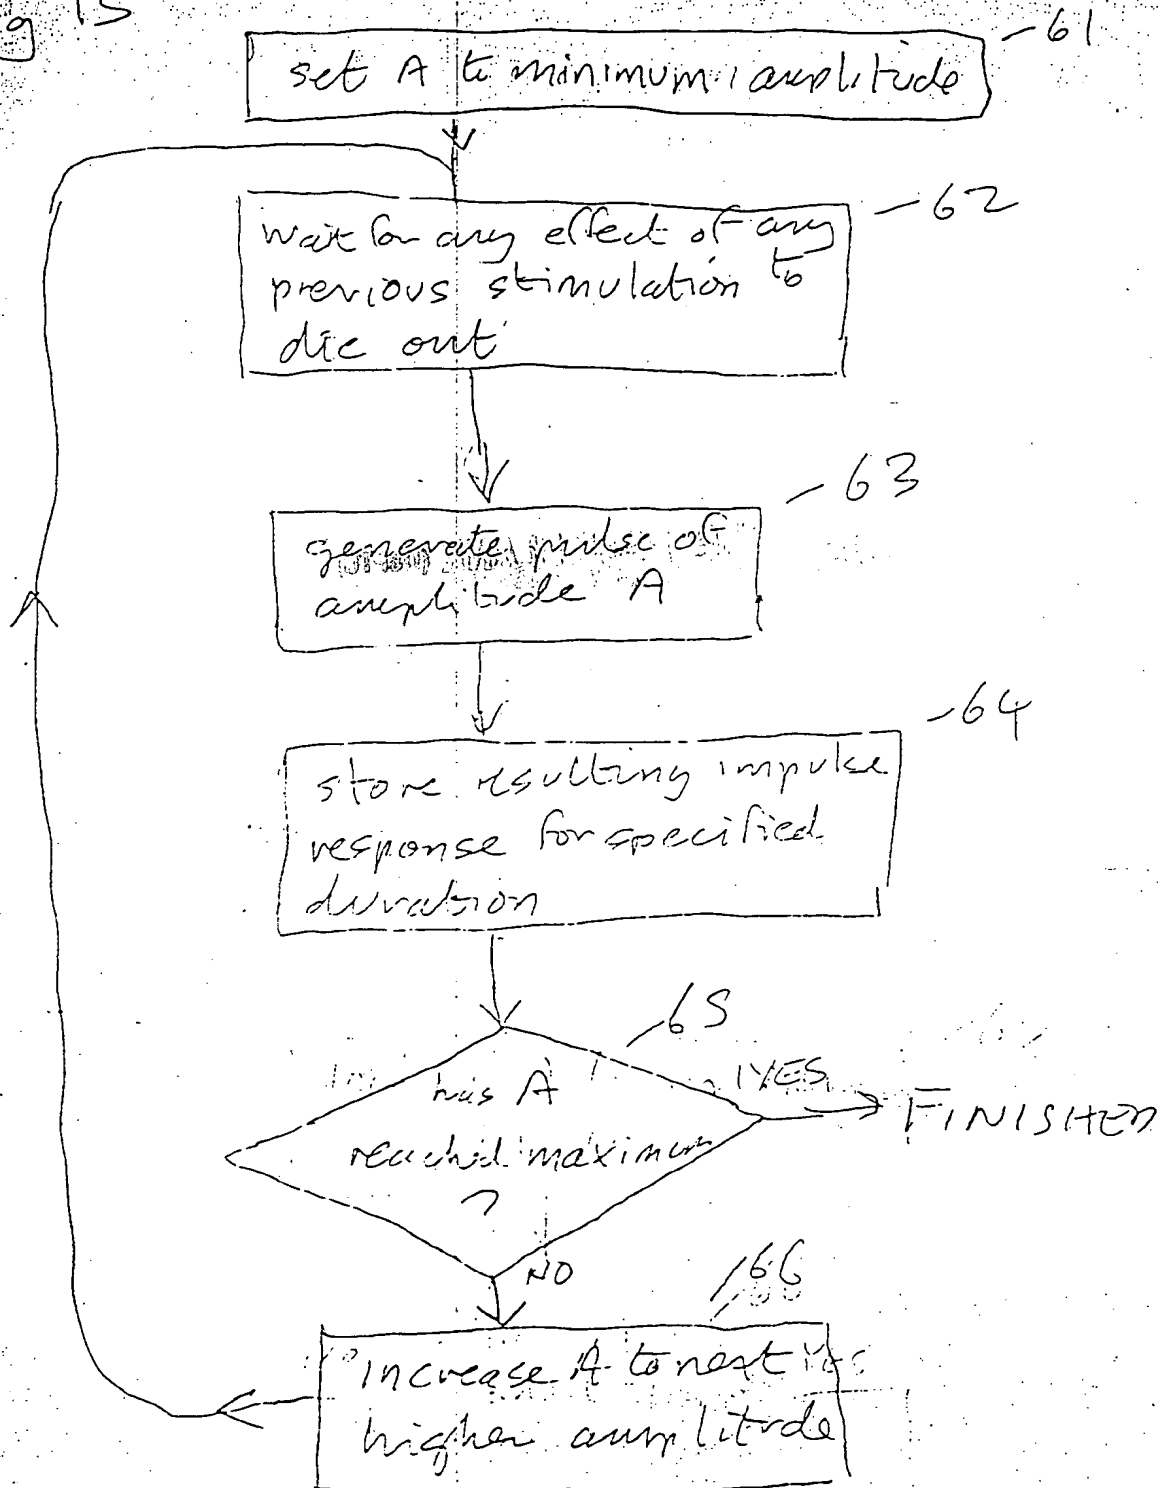 g 15
61
set A to minimum amplitude
62
wait for any effect of any
previous stimulation to
die out
63
generate pulse of
amplitude A
64
store resulting impulse
response for specified
duration
65
has A
reached maximum
?
YES
FINISHED
NO
66
increase A to next
higher amplitude